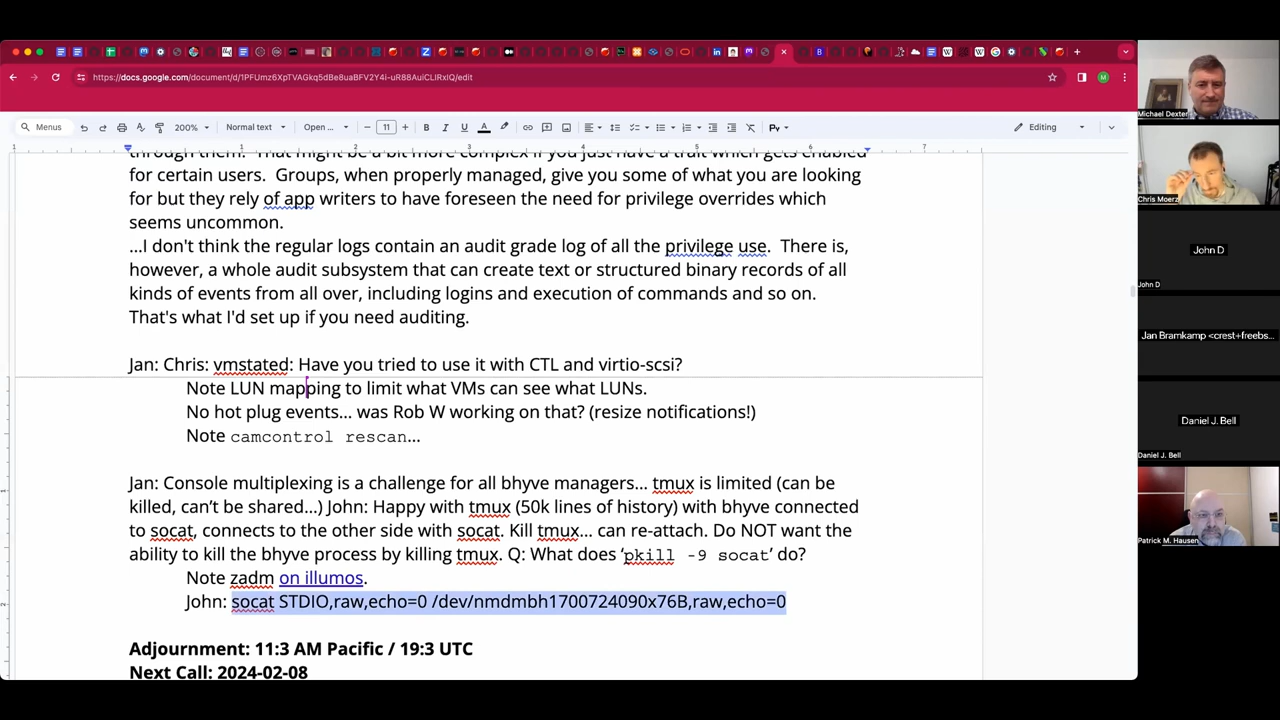 https://docs.google.com/document/d/1PFUmz6XpTVAGkq5dBe8uaBFV2Y4i-uR88AuiCLIRxIQ/edit
Menus 200% Normal text Open ... 11 Editing
1 1 2 3 4 5 6 7
through them. That might be a bit more complex if you just have a trait which gets enabled
for certain users. Groups, when properly managed, give you some of what you are looking
for but they rely of app writers to have foreseen the need for privilege overrides which
seems uncommon.
...I don't think the regular logs contain an audit grade log of all the privilege use. There is,
however, a whole audit subsystem that can create text or structured binary records of all
kinds of events from all over, including logins and execution of commands and so on.
That's what I'd set up if you need auditing.
Jan: Chris: vmstated: Have you tried to use it with CTL and virtio-scsi?
Note LUN mapping to limit what VMs can see what LUNs.
No hot plug events... was Rob W working on that? (resize notifications!)
Note camcontrol rescan...
Jan: Console multiplexing is a challenge for all bhyve managers... tmux is limited (can be
killed, can't be shared...) John: Happy with tmux (50k lines of history) with bhyve connected
to socat, connects to the other side with socat. Kill tmux... can re-attach. Do NOT want the
ability to kill the bhyve process by killing tmux. Q: What does 'pkill -9 socat' do?
Note zadm on illumos.
John: socat STDIO,raw,echo=0 /dev/nmdmbh1700724090x76B,raw,echo=0
Adjournment: 11:3 AM Pacific / 19:3 UTC
Next Call: 2024-02-08
Michael Dexter
Chris Moerz
John D
John D
Jan Bramkamp <crest+freebs...
Daniel J. Bell
Daniel J. Bell
Patrick M. Hausen